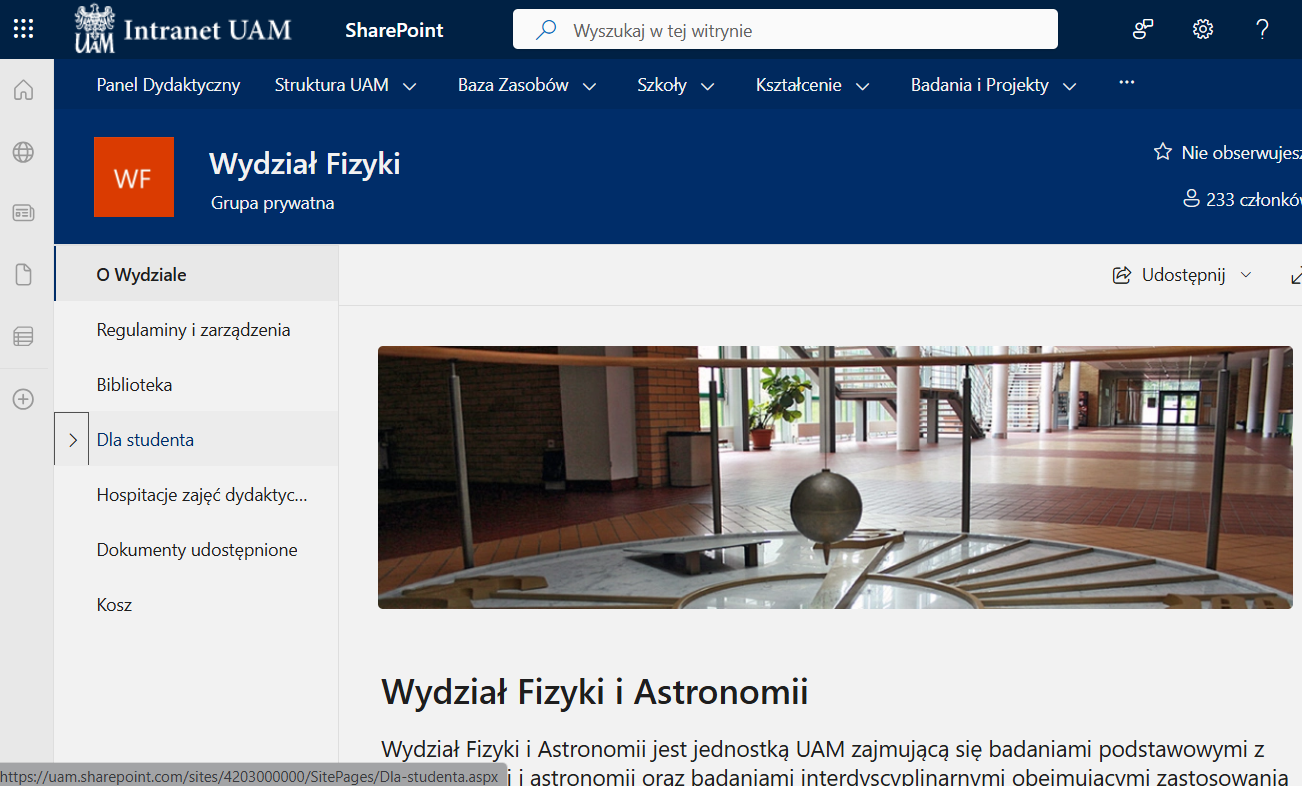 UAM
Intranet UAM
SharePoint
Wyszukaj w tej witrynie
?
Panel Dydaktyczny
Struktura UAM
Baza Zasobów
Szkoły
Kształcenie
Badania i Projekty
...
WF
Wydział Fizyki
Grupa prywatna
Nie obserwujesz
233 członków
O Wydziale
Regulaminy i zarządzenia
Biblioteka
Dla studenta
Hospitacje zajęć dydaktyc...
Dokumenty udostępnione
Kosz
Udostępnij
Wydział Fizyki i Astronomii
Wydział Fizyki i Astronomii jest jednostką UAM zajmującą się badaniami podstawowymi z
i i astronomii oraz badaniami interdyscyplinarnymi obejmującymi zastosowania
https://uam.sharepoint.com/sites/4203000000/SitePages/Dla-studenta.aspx